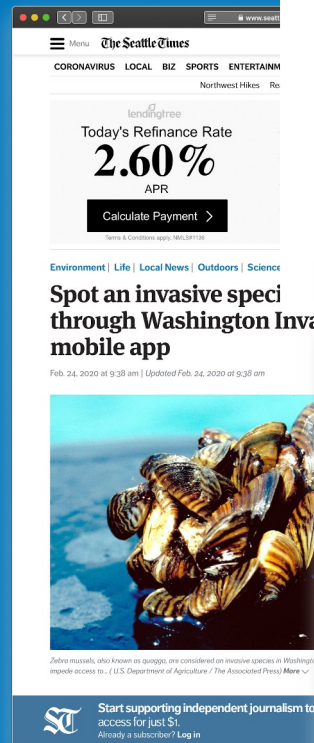 www.seatt
Menu The Seattle Times
CORONAVIRUS LOCAL BIZ SPORTS ENTERTAINM
Northwest Hikes Re
lendingtree
Today's Refinance Rate
2.60%
APR
Calculate Payment >
Terms & Conditions apply. NMLS#1136
Environment | Life | Local News | Outdoors | Science
Spot an invasive speci
through Washington Inva
mobile app
Feb. 24, 2020 at 9:38 am | Updated Feb. 24, 2020 at 9:38 am
Zebra mussels, also known as quagga, are considered an invasive species in Washingto
impede access to... ( U.S. Department of Agriculture / The Associated Press) More
ST
Start supporting independent journalism to
access for just $1.
Already a subscriber? Log in